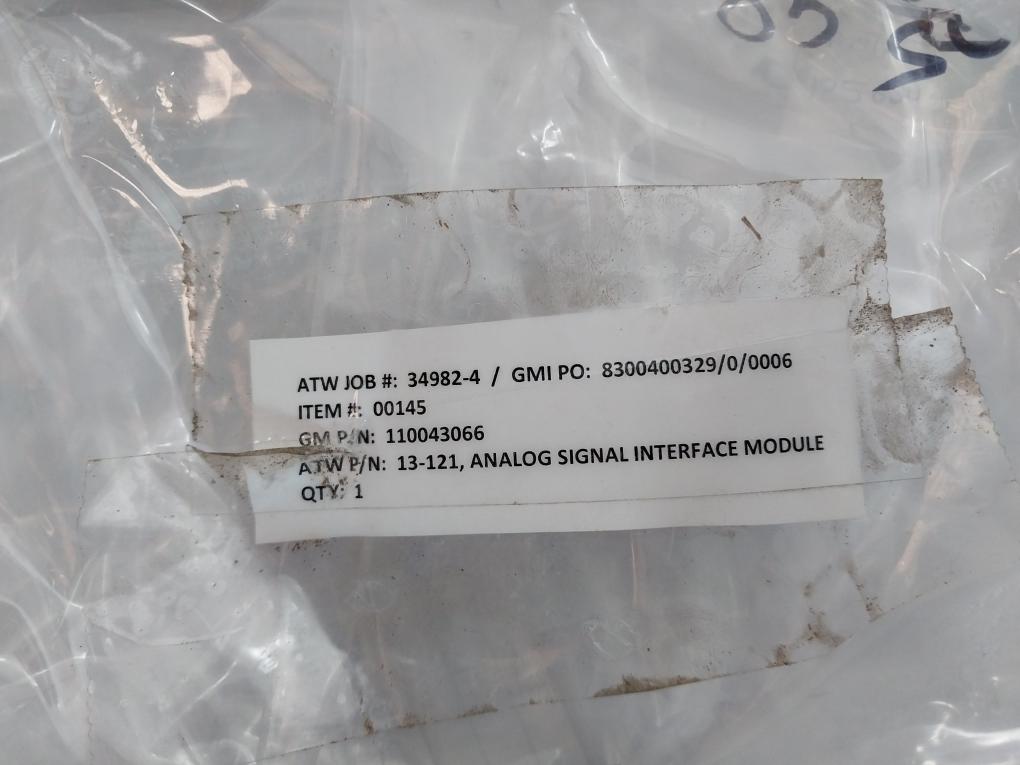 ATW JOB #: 34982-4 / GMI PO: 8300400329/0/0006
ITEM #: 00145
GM P/N: 110043066
ATW P/N: 13-121, ANALOG SIGNAL INTERFACE MODULE
QTY: 1